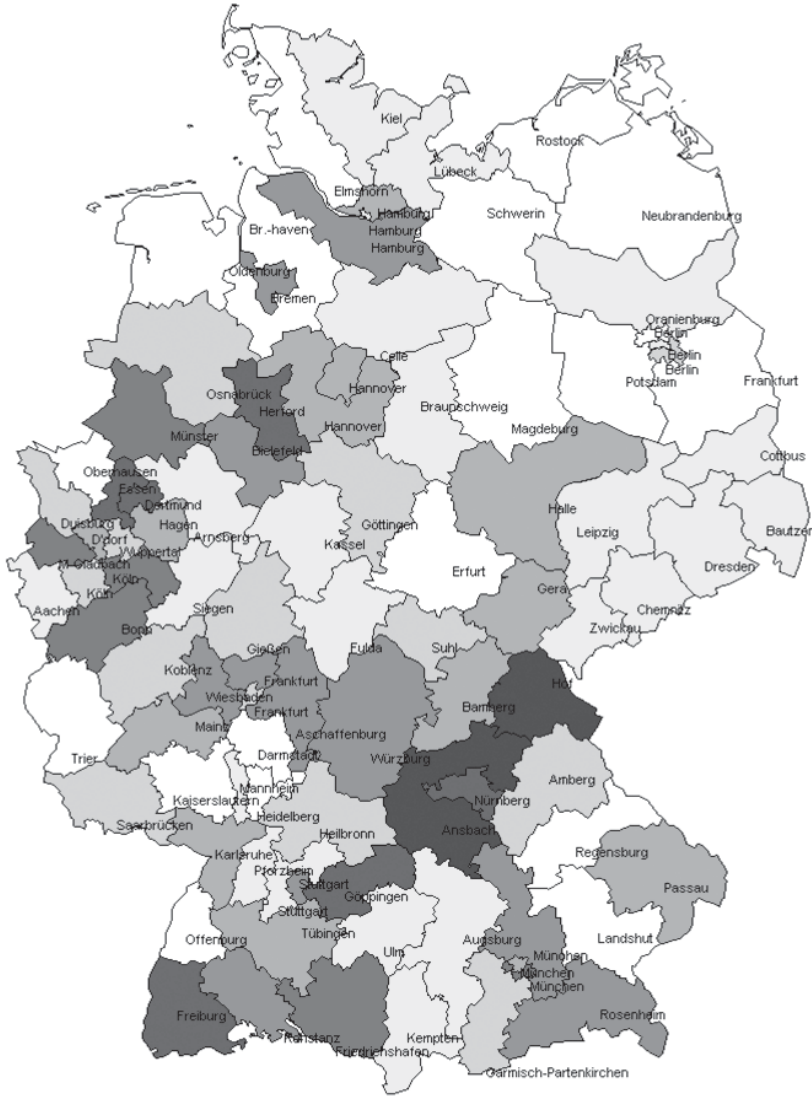 Kiel
Rostock
Lübeck
Elmshorn
Hamburg
Schwerin
Neubrandenburg
Br.-haven
Hamburg
Hamburg
Oldenburg
Bremen
Oranienburg
Berlin
Celle
Berlin
Berlin
Potsdam
Frankfurt
Osnabrück
Hannover
Herford
Braunschweig
Hannover
Magdeburg
Münster
Bielefeld
Cottbus
Oberhausen
Essen
Dortmund
Halle
Duisburg
Hagen
Göttingen
Leipzig
Bautzen
D'dorf
Arnsberg
Wuppertal
Kassel
M-Gladbach
Erfurt
Dresden
Köln
Köln
Gera
Aachen
Siegen
Chemnitz
Bonn
Zwickau
Gießen
Fulda
Suhl
Koblenz
Frankfurt
Hof
Wiesbaden
Bamberg
Frankfurt
Mainz
Aschaffenburg
Trier
Darmstadt
Würzburg
Amberg
Mannheim
Kaiserslautern
Nürnberg
Heidelberg
Saarbrücken
Heilbronn
Ansbach
Karlsruhe
Regensburg
Pforzheim
Stuttgart
Passau
Göppingen
Stuttgart
Tübingen
Offenburg
Augsburg
Landshut
Ulm
München
München
München
Freiburg
Rosenheim
Konstanz
Kempten
Friedrichshafen
Garmisch-Partenkirchen